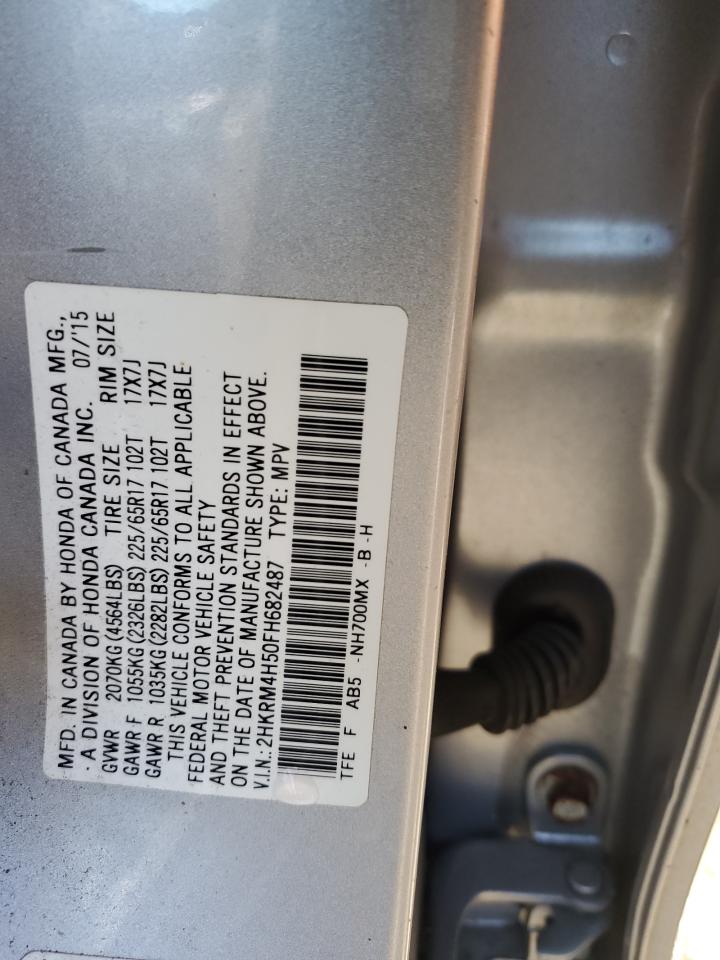 MFD. IN CANADA BY HONDA OF CANADA MFG.,
- A DIVISION OF HONDA CANADA INC. 07/'15
GVWR 2070KG (4564LBS) TIRE SIZE RIM SIZE
GAWR F 1055KG (2326LBS) 225/65R17 102T 17X7J
GAWR R 1035KG (2282LBS) 225/65R17 102T 17X7J
THIS VEHICLE CONFORMS TO ALL APPLICABLE
FEDERAL MOTOR VEHICLE SAFETY
AND THEFT PREVENTION STANDARDS IN EFFECT
ON THE DATE OF MANUFACTURE SHOWN ABOVE.
V.I.N.: 2HKRM4H50FH682487 TYPE: MPV
TFE F AB5 -NH700MX -B -H